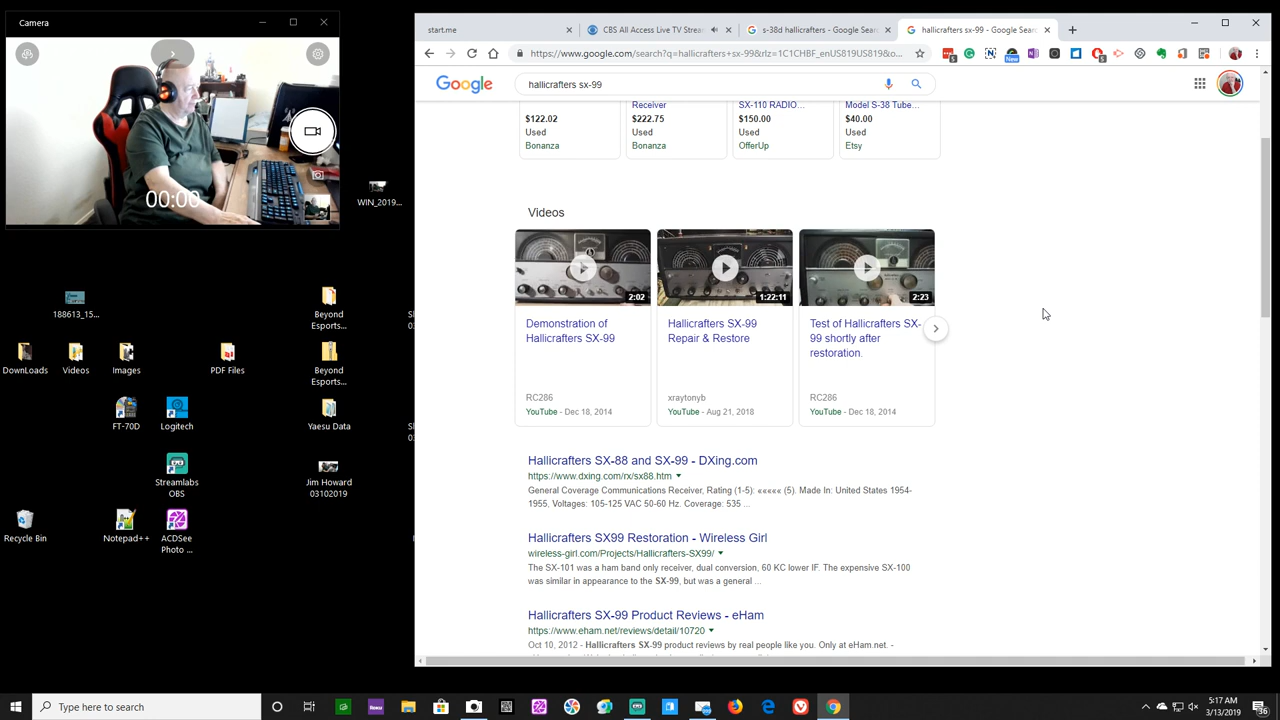 Camera
00:00
WIN_2019...
188613_15...
Beyond
Esports...
DownLoads
Videos
Images
PDF Files
Beyond
Esports...
FT-70D
Logitech
Yaesu Data
Streamlabs
OBS
Jim Howard
03102019
Recycle Bin
Notepad++
ACDSee
Photo ...
start.me
CBS All Access Live TV Stream
s-38d hallicrafters - Google Sear
hallicrafters sx-99 - Google Sear
https://www.google.com/search?q=hallicrafters+sx-99&rlz=1C1CHBF_enUS819US819&o...
Google
hallicrafters sx-99
Receiver
SX-110 RADIO...
Model S-38 Tube...
$122.02
$222.75
$150.00
$40.00
Used
Used
Used
Used
Bonanza
Bonanza
OfferUp
Etsy
Videos
2:02
1:22:11
2:23
Demonstration of
Hallicrafters SX-99
Hallicrafters SX-99
Repair & Restore
Test of Hallicrafters SX-
99 shortly after
restoration.
RC286
xraytonyb
RC286
YouTube - Dec 18, 2014
YouTube - Aug 21, 2018
YouTube - Dec 18, 2014
Hallicrafters SX-88 and SX-99 - DXing.com
https://www.dxing.com/rx/sx88.htm
General Coverage Communications Receiver, Rating (1-5): ««««« (5). Made In: United States 1954-
1955, Voltages: 105-125 VAC 50-60 Hz. Coverage: 535 ...
Hallicrafters SX99 Restoration - Wireless Girl
wireless-girl.com/Projects/Hallicrafters-SX99/
The SX-101 was a ham band only receiver, dual conversion, 60 KC lower IF. The expensive SX-100
was similar in appearance to the SX-99, but was a general ...
Hallicrafters SX-99 Product Reviews - eHam
https://www.eham.net/reviews/detail/10720
Oct 10, 2012 - Hallicrafters SX-99 product reviews by real people like you. Only at eHam.net. -
Type here to search
5:17 AM
3/13/2019
36